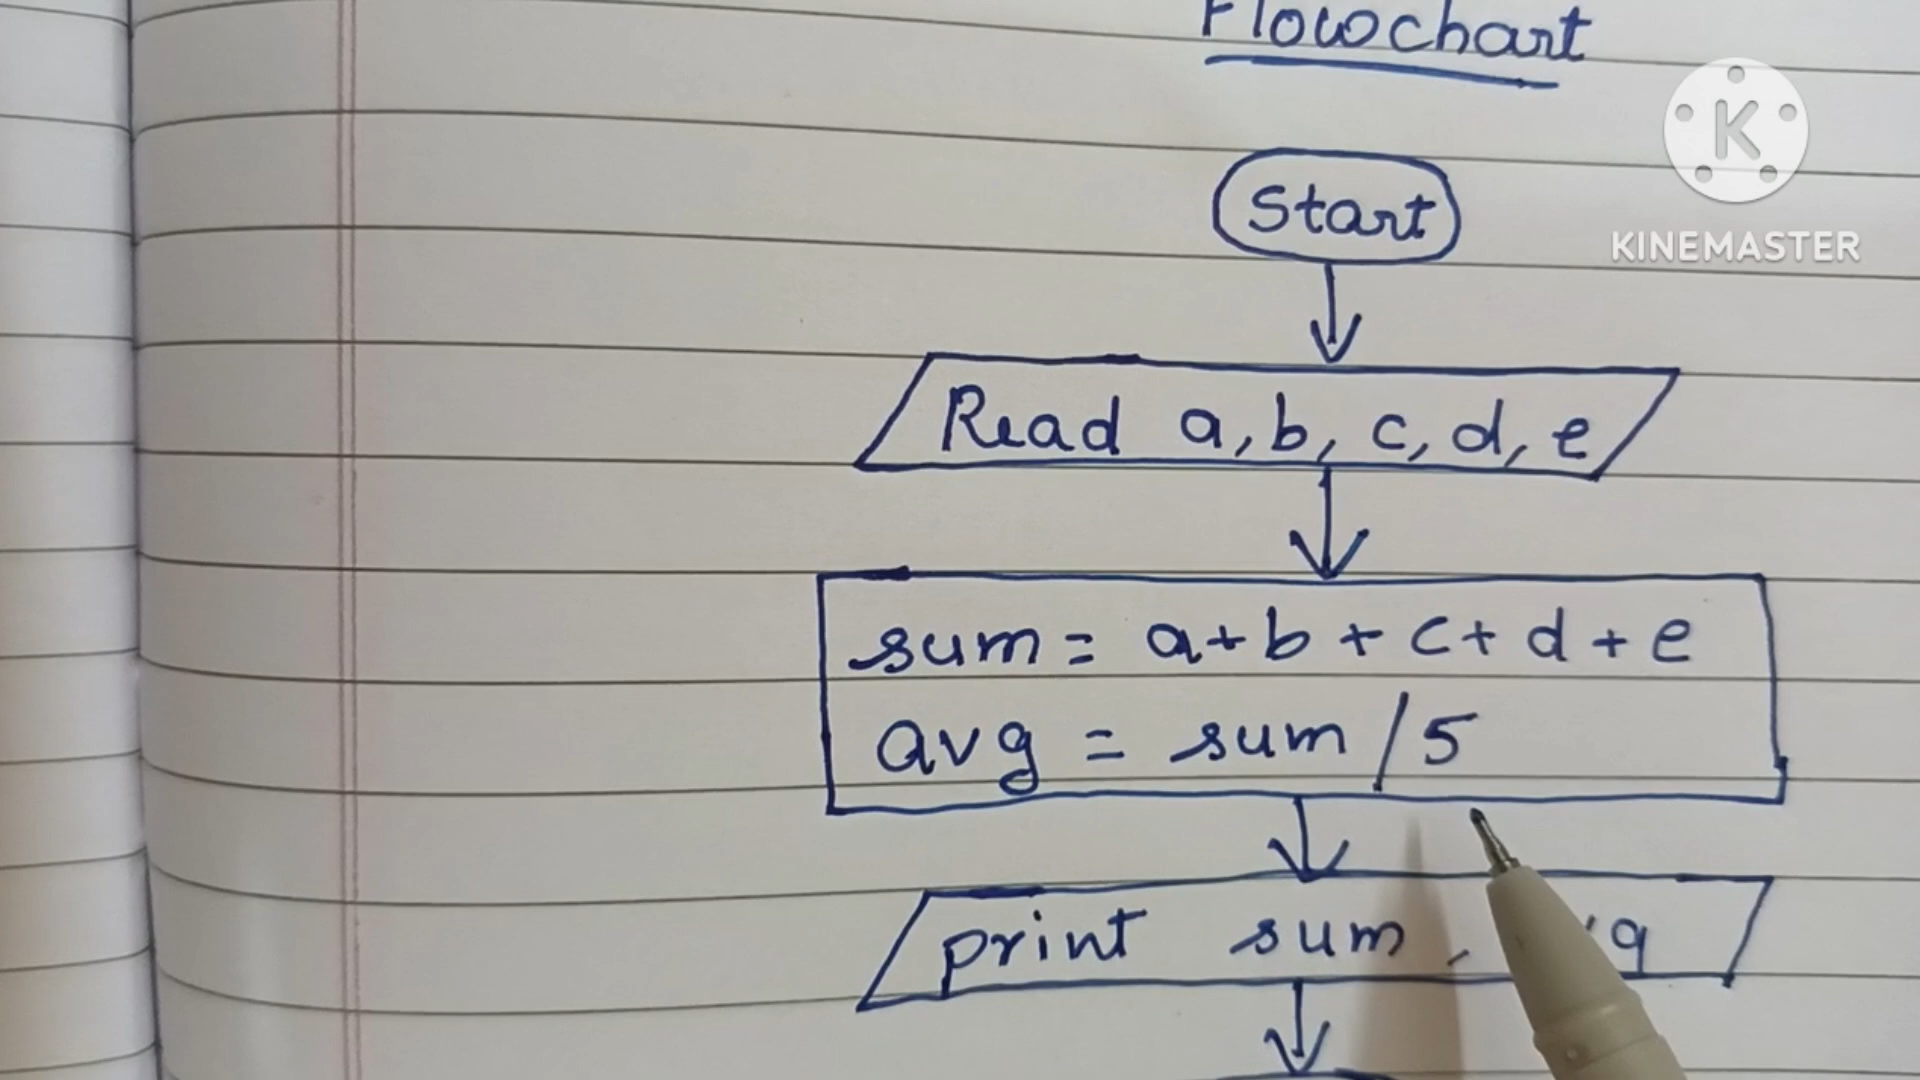 Flowchart
K
KINEMASTER
Start
Read a, b, c, d, e
sum = a + b + c + d + e
avg = sum / 5
print sum,